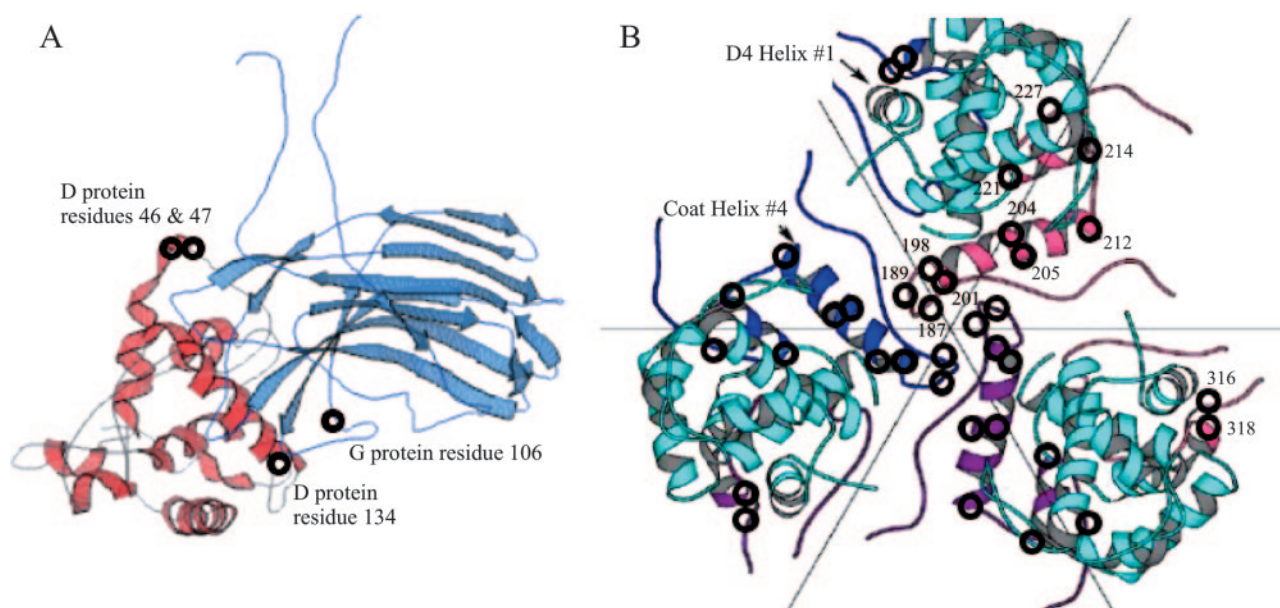 A
D protein
residues 46 & 47
G protein residue 106
D protein
residue 134
B
D4 Helix #1
227
214
221
204
Coat Helix #4
198
212
189
205
201
187
316
318